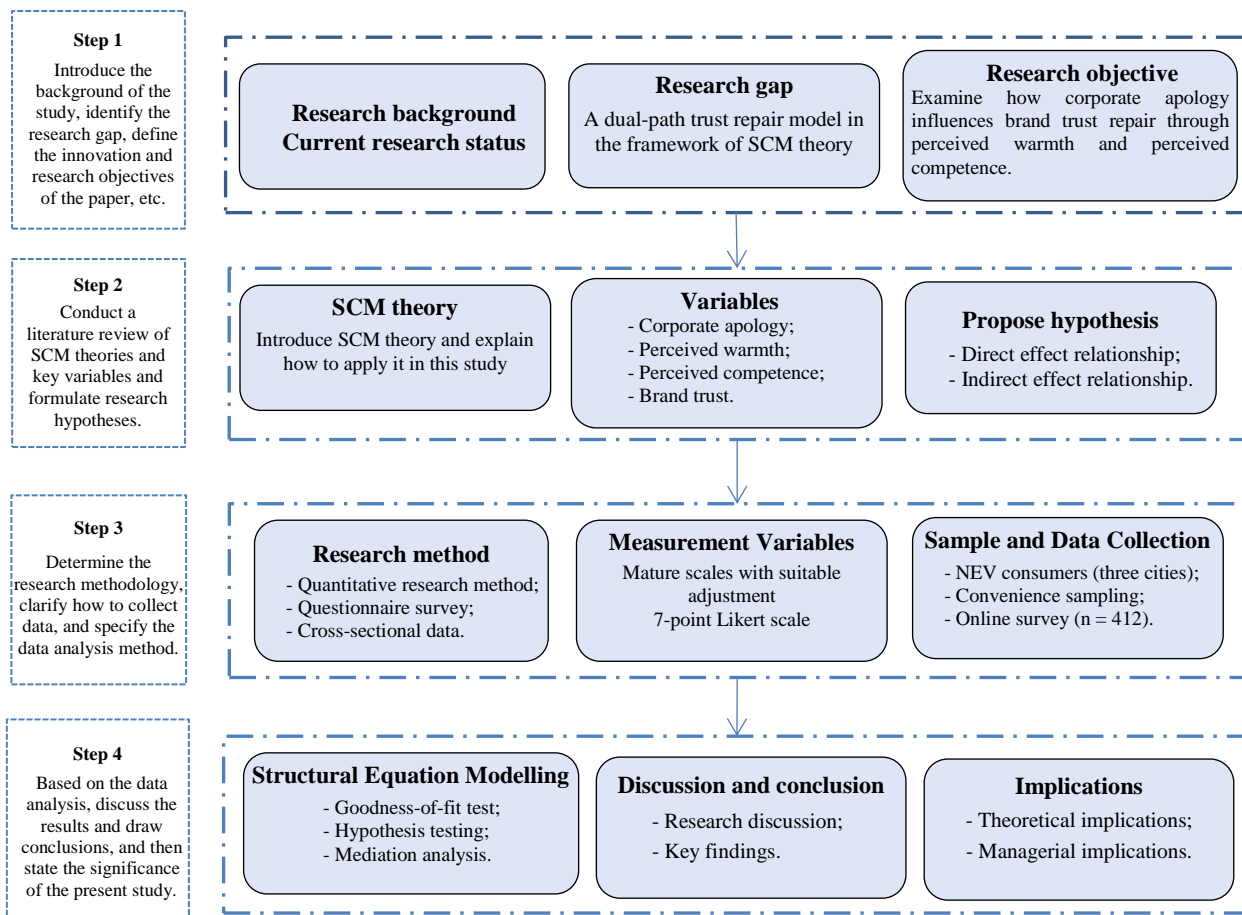 Step 1
Introduce the
background of the
study, identify the
research gap, define
the innovation and
research objectives
of the paper, etc.
Research background
Current research status
Research gap
A dual-path trust repair model in
the framework of SCM theory
Research objective
Examine how corporate apology
influences brand trust repair through
perceived warmth and perceived
competence.
Step 2
Conduct a
literature review of
SCM theories and
key variables and
formulate research
hypotheses.
SCM theory
Introduce SCM theory and explain
how to apply it in this study
Variables
- Corporate apology;
- Perceived warmth;
- Perceived competence;
- Brand trust.
Propose hypothesis
- Direct effect relationship;
- Indirect effect relationship.
Step 3
Determine the
research methodology,
clarify how to collect
data, and specify the
data analysis method.
Research method
- Quantitative research method;
- Questionnaire survey;
- Cross-sectional data.
Measurement Variables
Mature scales with suitable
adjustment
7-point Likert scale
Sample and Data Collection
- NEV consumers (three cities);
- Convenience sampling;
- Online survey (n = 412).
Step 4
Based on the data
analysis, discuss the
results and draw
conclusions, and then
state the significance
of the present study.
Structural Equation Modelling
- Goodness-of-fit test;
- Hypothesis testing;
- Mediation analysis.
Discussion and conclusion
- Research discussion;
- Key findings.
Implications
- Theoretical implications;
- Managerial implications.